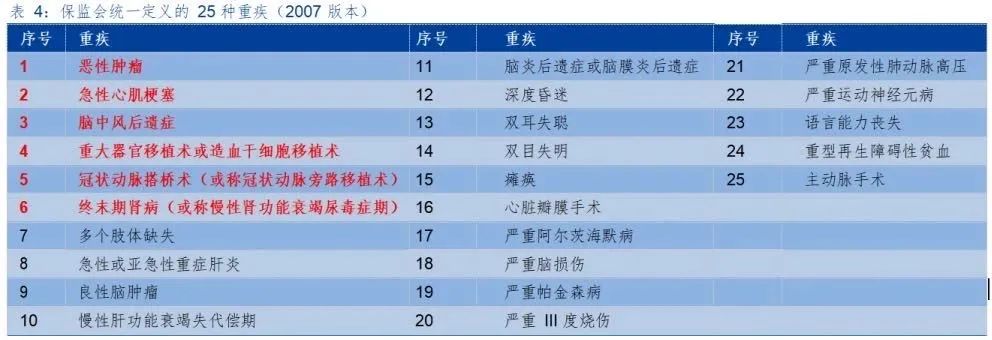 表 4：保监会统一定义的 25 种重疾（2007 版本）
序号 重疾 序号 重疾 序号 重疾
1 恶性肿瘤 11 脑炎后遗症或脑膜炎后遗症 21 严重原发性肺动脉高压
2 急性心肌梗塞 12 深度昏迷 22 严重运动神经元病
3 脑中风后遗症 13 双耳失聪 23 语言能力丧失
4 重大器官移植术或造血干细胞移植术 14 双目失明 24 重型再生障碍性贫血
5 冠状动脉搭桥术（或称冠状动脉旁路移植术） 15 瘫痪 25 主动脉手术
6 终末期肾病（或称慢性肾功能衰竭尿毒症期） 16 心脏瓣膜手术
7 多个肢体缺失 17 严重阿尔茨海默病
8 急性或亚急性重症肝炎 18 严重脑损伤
9 良性脑肿瘤 19 严重帕金森病
10 慢性肝功能衰竭失代偿期 20 严重 III 度烧伤